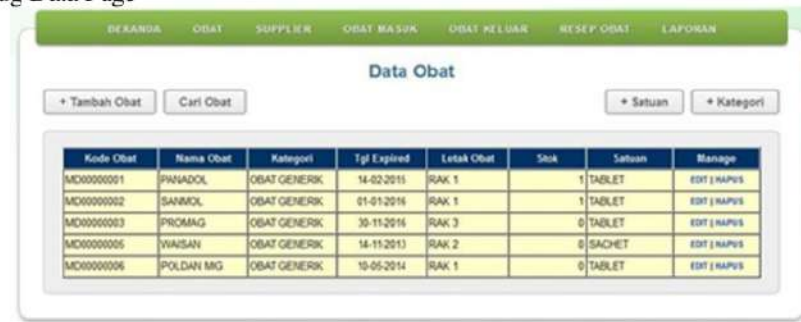 ug Data Page
BERANDA OBAT SUPPLIER OBAT MASUK OBAT KELUAR RESEP OBAT LAPORAN
Data Obat
+ Tambah Obat Cari Obat + Satuan + Kategori
Kode Obat Nama Obat Kategori Tgl Expired Letak Obat Stok Satuan Manage
MD00000001 PANADOL OBAT GENERIK 14-02-2015 RAK 1 1 TABLET EDIT | HAPUS
MD00000002 SANMOL OBAT GENERIK 01-01-2016 RAK 1 1 TABLET EDIT | HAPUS
MD00000003 PROMAG OBAT GENERIK 30-11-2016 RAK 3 0 TABLET EDIT | HAPUS
MD00000005 WAISAN OBAT GENERIK 14-11-2013 RAK 2 0 SACHET EDIT | HAPUS
MD00000006 POLDAN MIG OBAT GENERIK 10-05-2014 RAK 1 0 TABLET EDIT | HAPUS